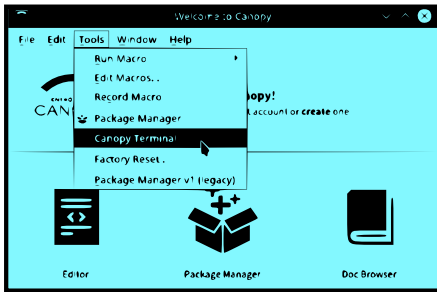 Welcome to Canopy
File Edit Tools Window Help
Run Macro
Edit Macros...
Record Macro
Package Manager
Canopy Terminal
Factory Reset...
Package Manager v1 (legacy)
CAN
opy!
account or create one
Editor
Package Manager
Doc Browser